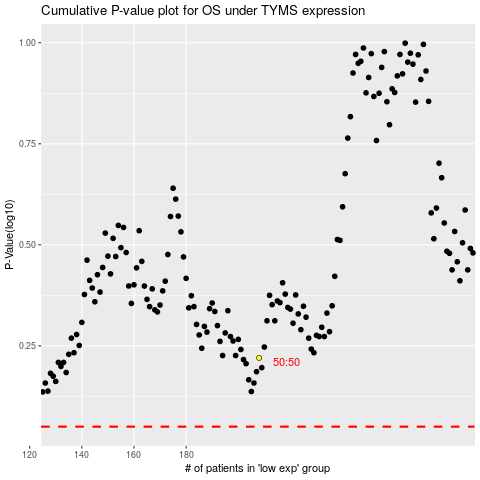 Cumulative P-value plot for OS under TYMS expression
P-Value(log10)
1.00
0.75
0.50
0.25
50:50
120 140 160 180
# of patients in 'low exp' group